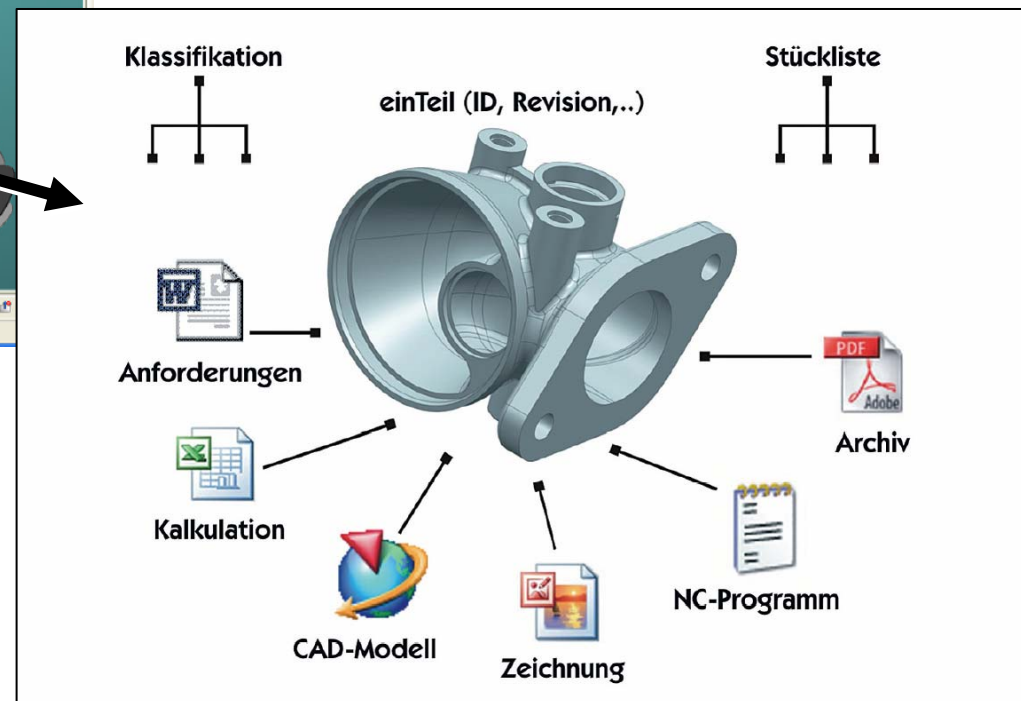 Klassifikation
Stückliste
einTeil (ID, Revision,..)
W
Anforderungen
PDF
Adobe
Archiv
X
Kalkulation
NC-Programm
CAD-Modell
Zeichnung